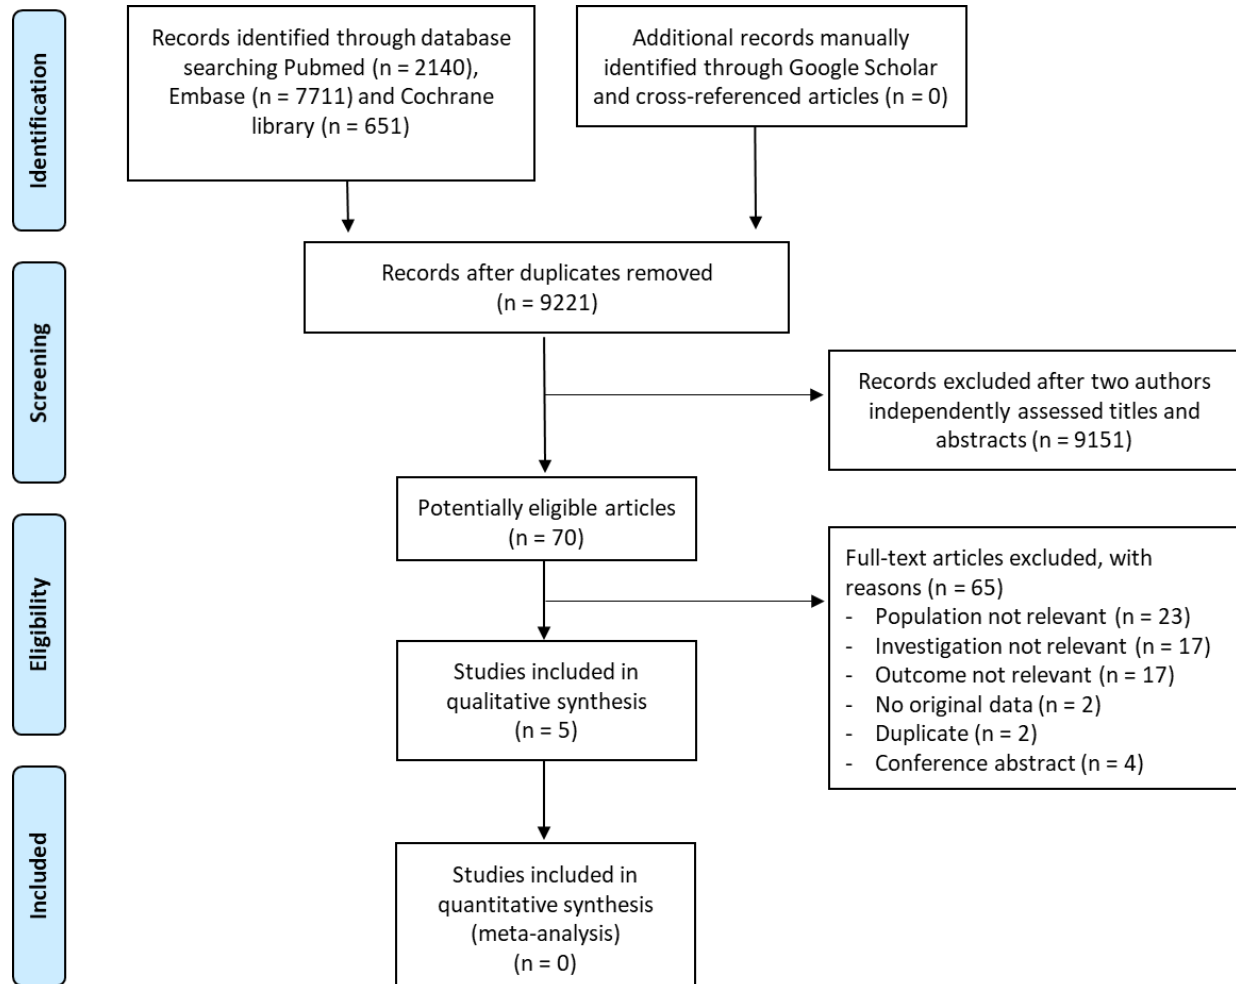 Identification
Records identified through database
searching Pubmed (n = 2140),
Embase (n = 7711) and Cochrane
library (n = 651)
Additional records manually
identified through Google Scholar
and cross-referenced articles (n = 0)
Screening
Records after duplicates removed
(n = 9221)
Records excluded after two authors
independently assessed titles and
abstracts (n = 9151)
Eligibility
Potentially eligible articles
(n = 70)
Full-text articles excluded, with
reasons (n = 65)
- Population not relevant (n = 23)
- Investigation not relevant (n = 17)
- Outcome not relevant (n = 17)
- No original data (n = 2)
- Duplicate (n = 2)
- Conference abstract (n = 4)
Studies included in
qualitative synthesis
(n = 5)
Included
Studies included in
quantitative synthesis
(meta-analysis)
(n = 0)